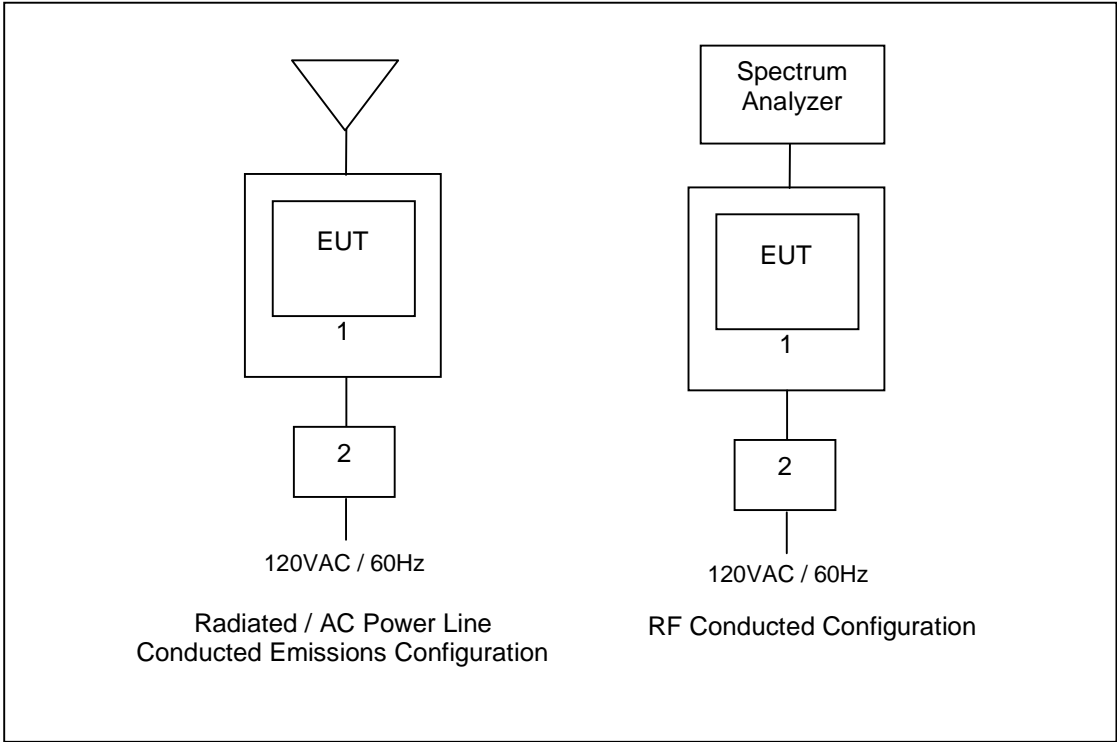 EUT
1
2
120VAC / 60Hz
Radiated / AC Power Line
Conducted Emissions Configuration
Spectrum
Analyzer
EUT
1
2
120VAC / 60Hz
RF Conducted Configuration